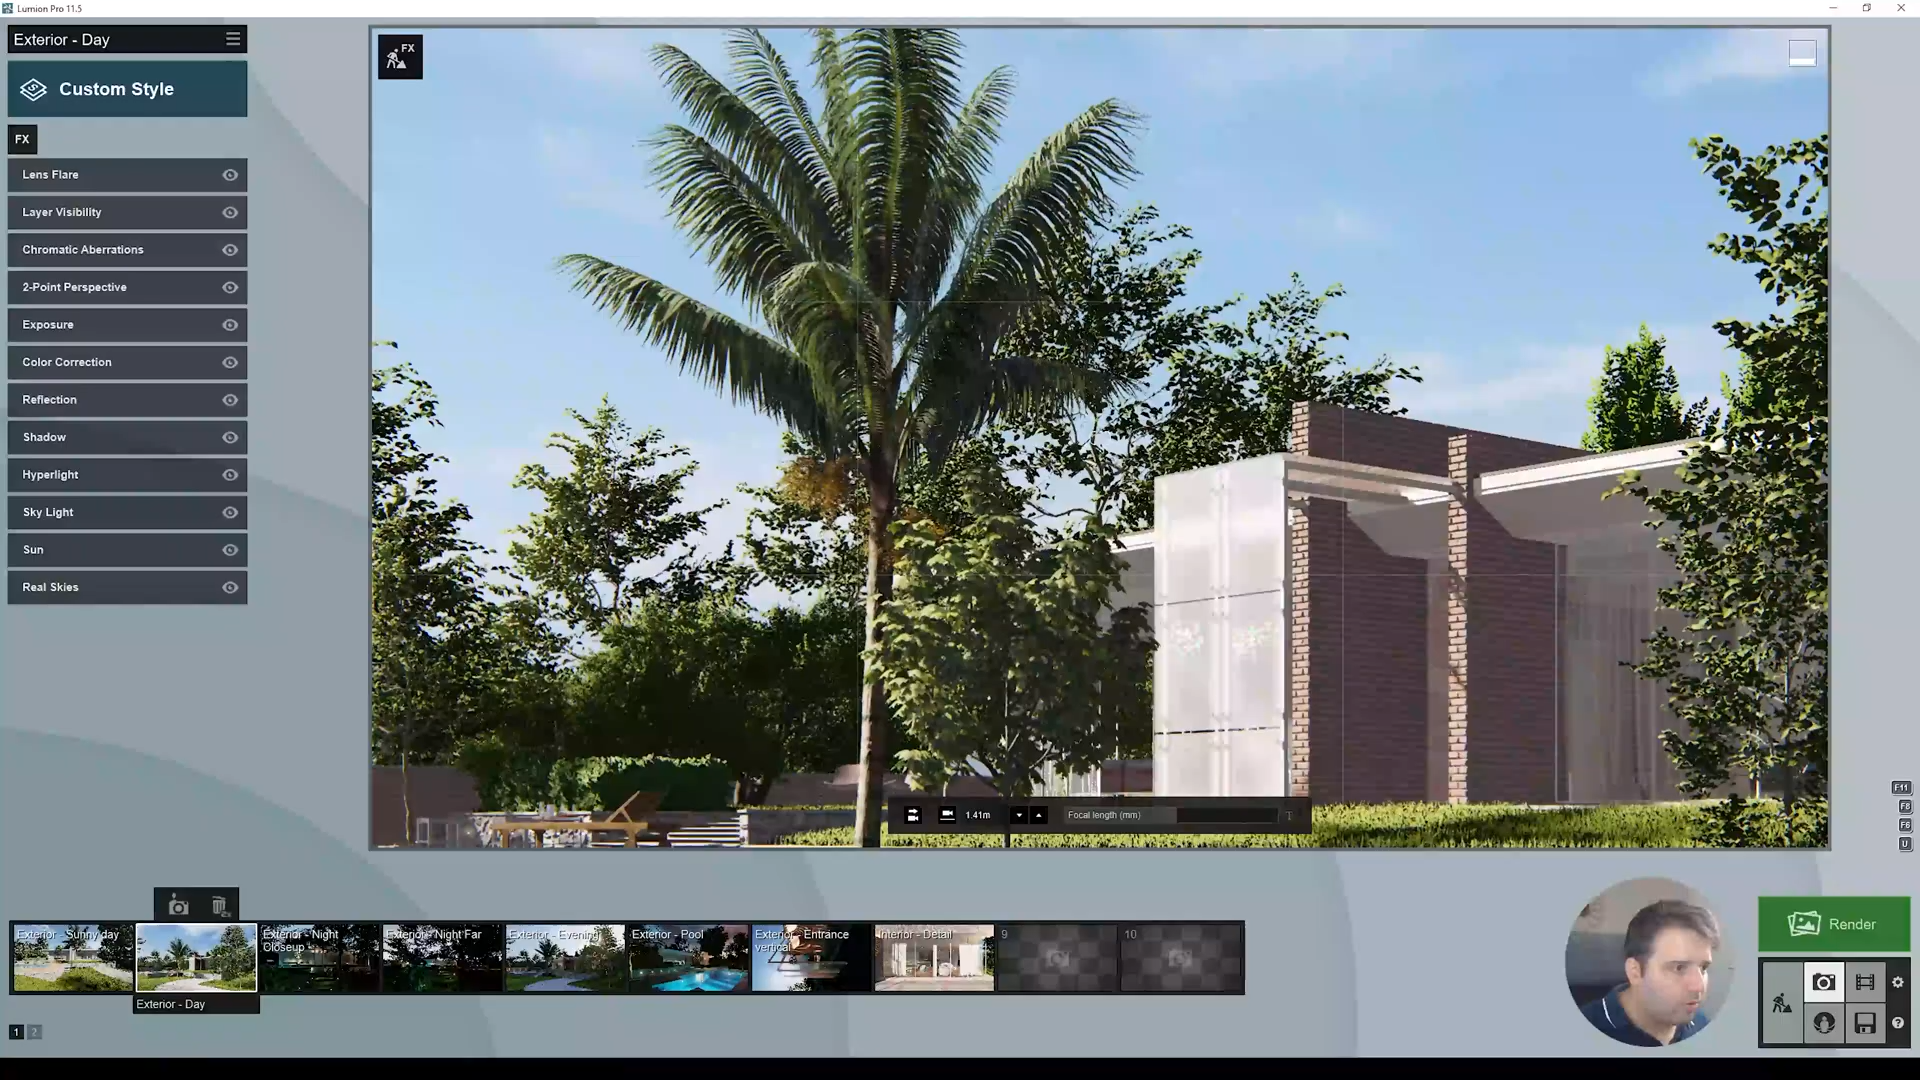 Lumion Pro 11.5
Exterior - Day
Custom Style
FX
FX
Lens Flare
Layer Visibility
Chromatic Aberrations
2-Point Perspective
Exposure
Color Correction
Reflection
Shadow
Hyperlight
Sky Light
Sun
Real Skies
1.41m
Focal length (mm)
F11
F8
F6
U
Exterior - Sunny day
Exterior - Night
Closeup
Exterior - Night Far
Exterior - Evening
Exterior - Pool
Exterior - Entrance
vertical
Interior - Detail
9
10
Exterior - Day
Render
1
2
?